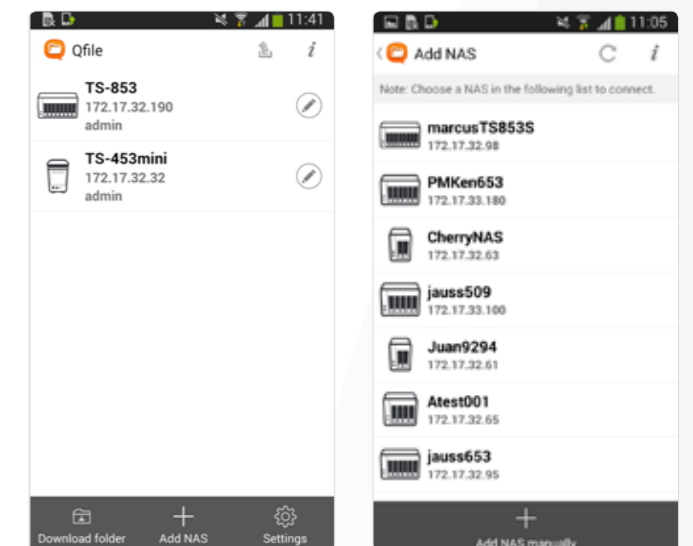 11:41
Qfile
TS-853
172.17.32.190
admin
TS-453mini
172.17.32.32
admin
Download folder
Add NAS
Settings
11:05
Add NAS
Note: Choose a NAS in the following list to connect.
marcusTS853S
172.17.32.98
PMKen653
172.17.33.180
CherryNAS
172.17.32.63
jauss509
172.17.33.100
Juan9294
172.17.32.61
Atest001
172.17.32.65
jauss653
172.17.32.95
Add NAS manually